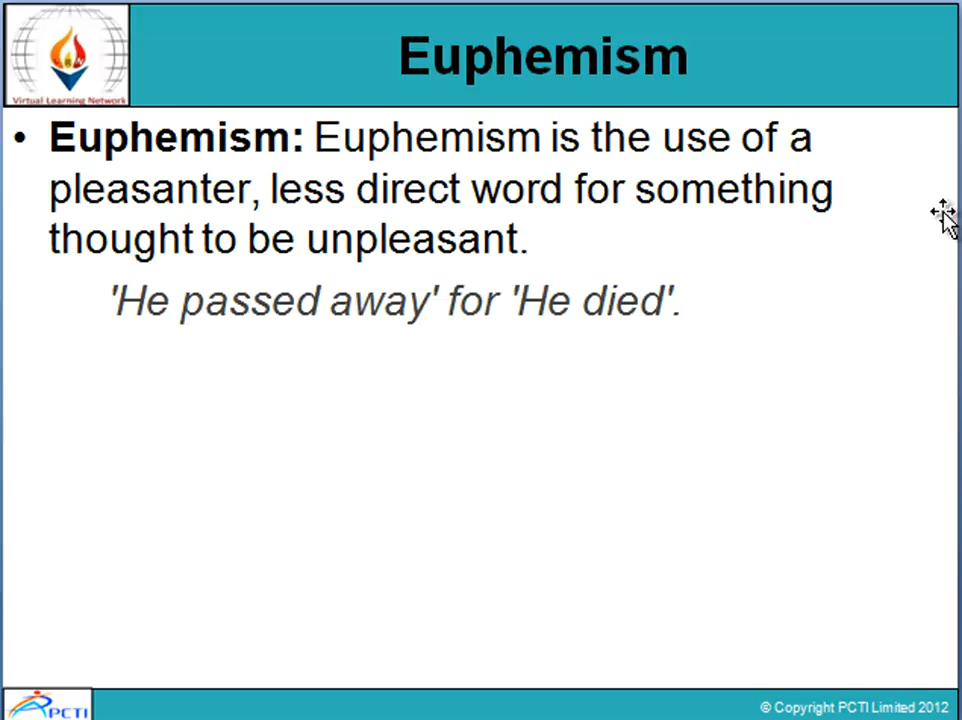 Euphemism
Virtual Learning Network
• Euphemism: Euphemism is the use of a
pleasanter, less direct word for something
thought to be unpleasant.
'He passed away' for 'He died'.
PCTI
© Copyright PCTI Limited 2012